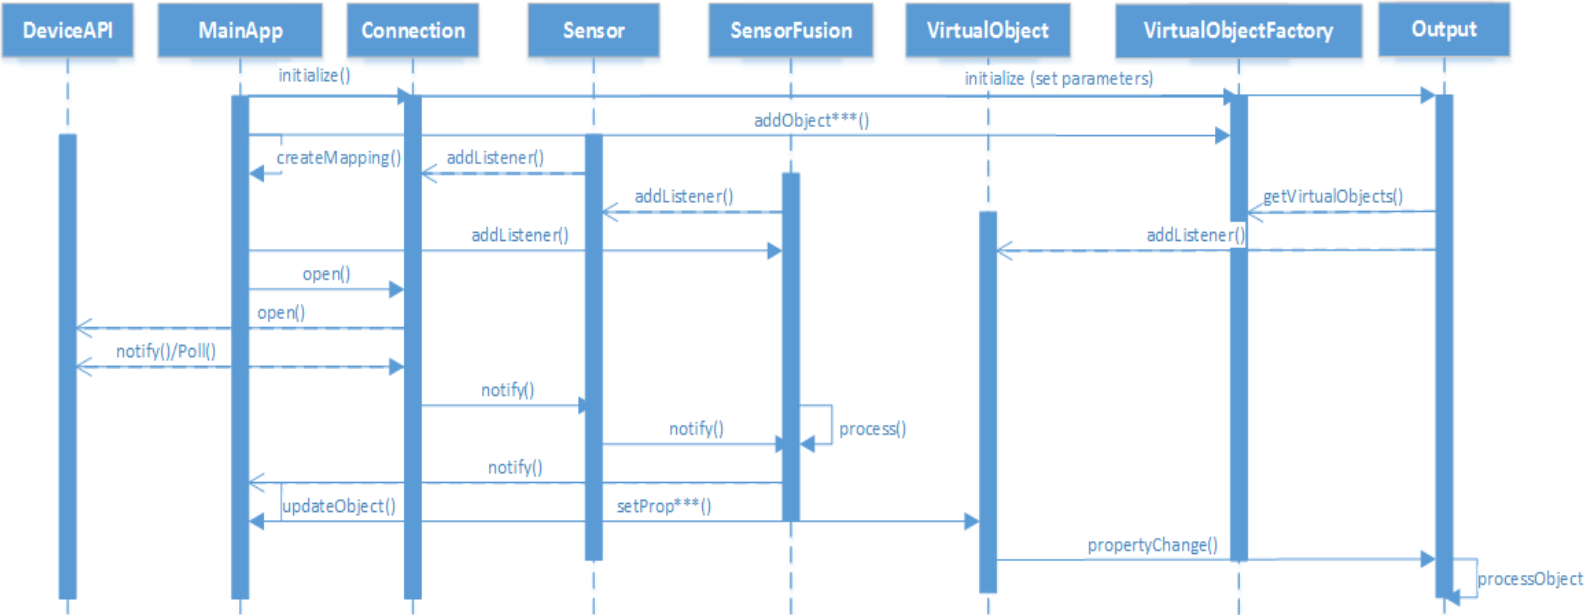 DeviceAPI
MainApp
Connection
Sensor
SensorFusion
VirtualObject
VirtualObjectFactory
Output
initialize()
initialize (set parameters)
addObject***()
createMapping()
addListener()
addListener()
getVirtualObjects()
addListener()
addListener()
open()
open()
notify()/Poll()
notify()
notify()
process()
notify()
updateObject()
setProp***()
propertyChange()
processObject